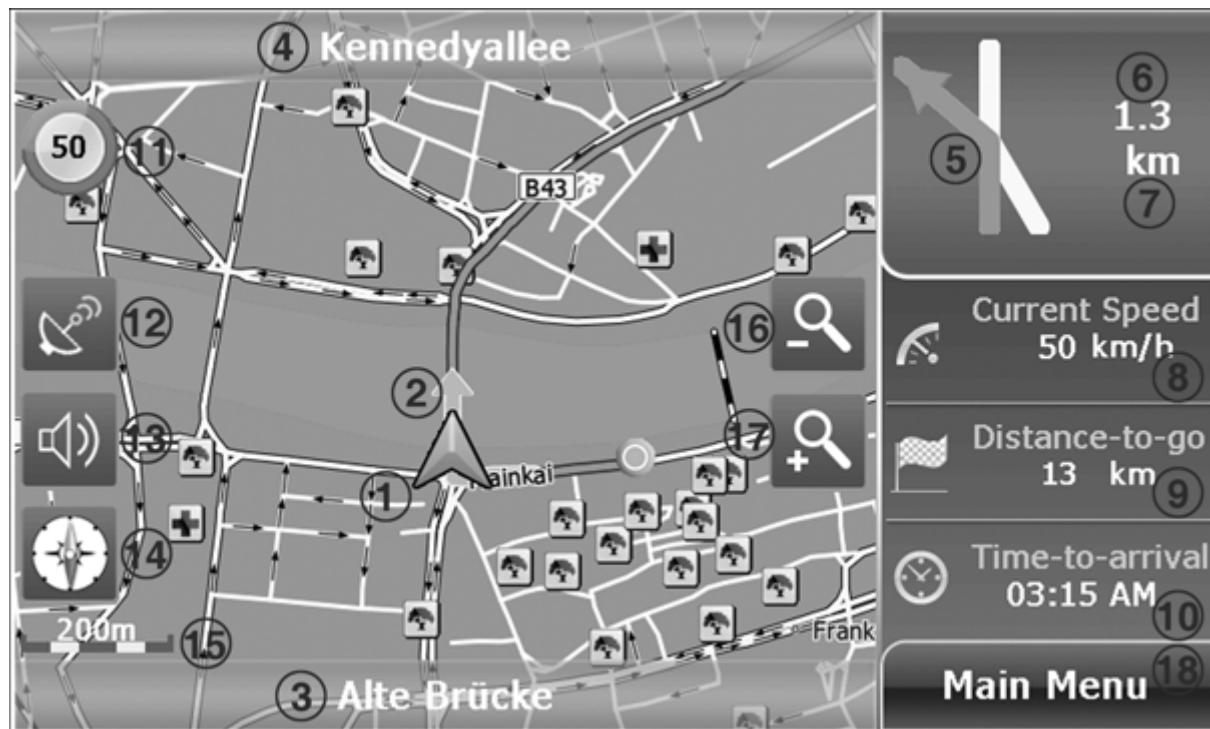 4 Kennedyallee
50
11
B43
12
16
2
13
17
1
Mainkai
14
200m
15
Frank
3 Alte Brücke
5
6
1.3
km
7
Current Speed
50 km/h
8
Distance-to-go
13 km
9
Time-to-arrival
03:15 AM
10
18
Main Menu